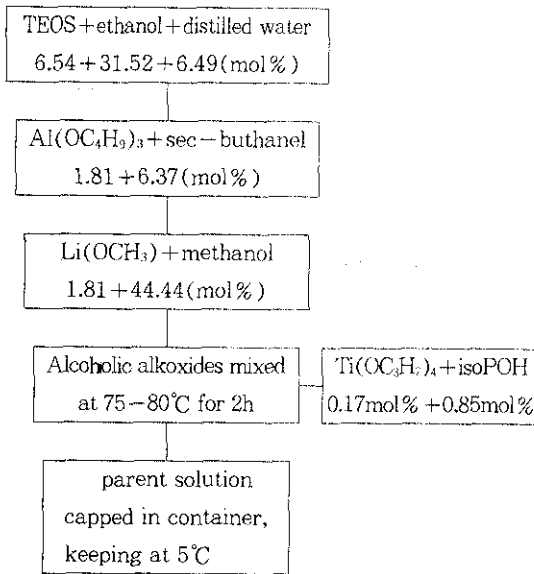 TEOS+ethanol+distilled water
6.54+31.52+6.49(mol%)
Al(OC₄H₉)₃+sec-buthanel
1.81+6.37(mol%)
Li(OCH₃)+methanol
1.81+44.44(mol%)
Alcoholic alkoxides mixed
at 75-80℃ for 2h
Ti(OC₃H₇)₄+isoPOH
0.17mol%+0.85mol%
parent solution
capped in container,
keeping at 5℃